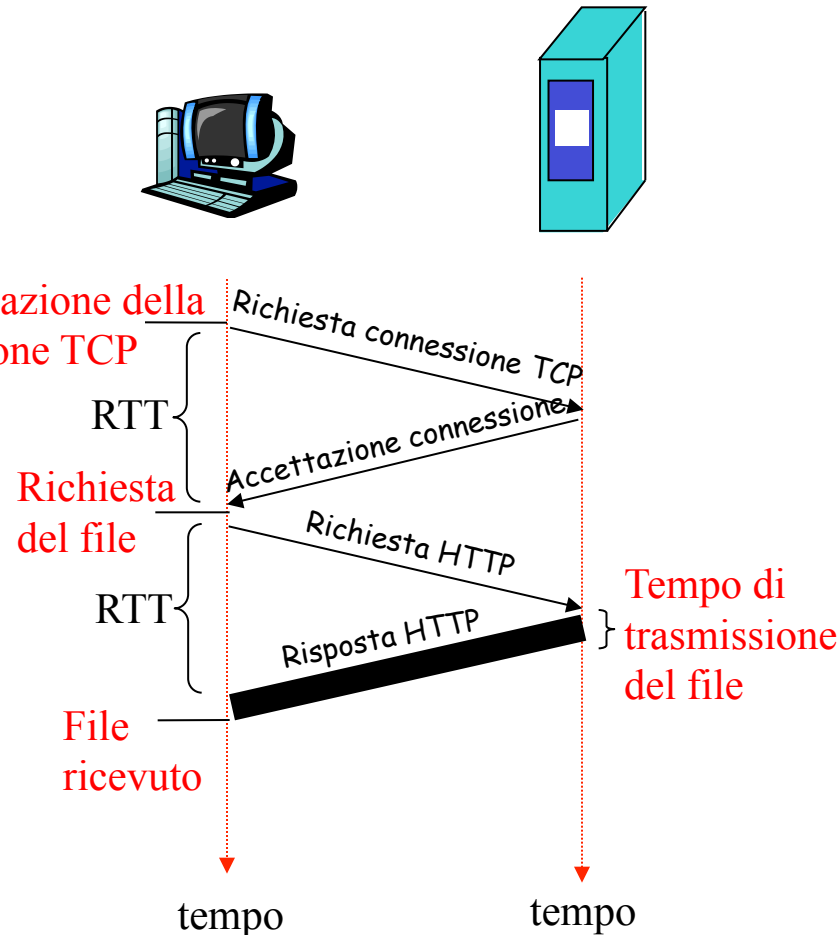 azione della
one TCP
Richiesta connessione TCP
RTT
Accettazione connessione
Richiesta
del file
Richiesta HTTP
RTT
Tempo di
trasmissione
del file
Risposta HTTP
File
ricevuto
tempo
tempo